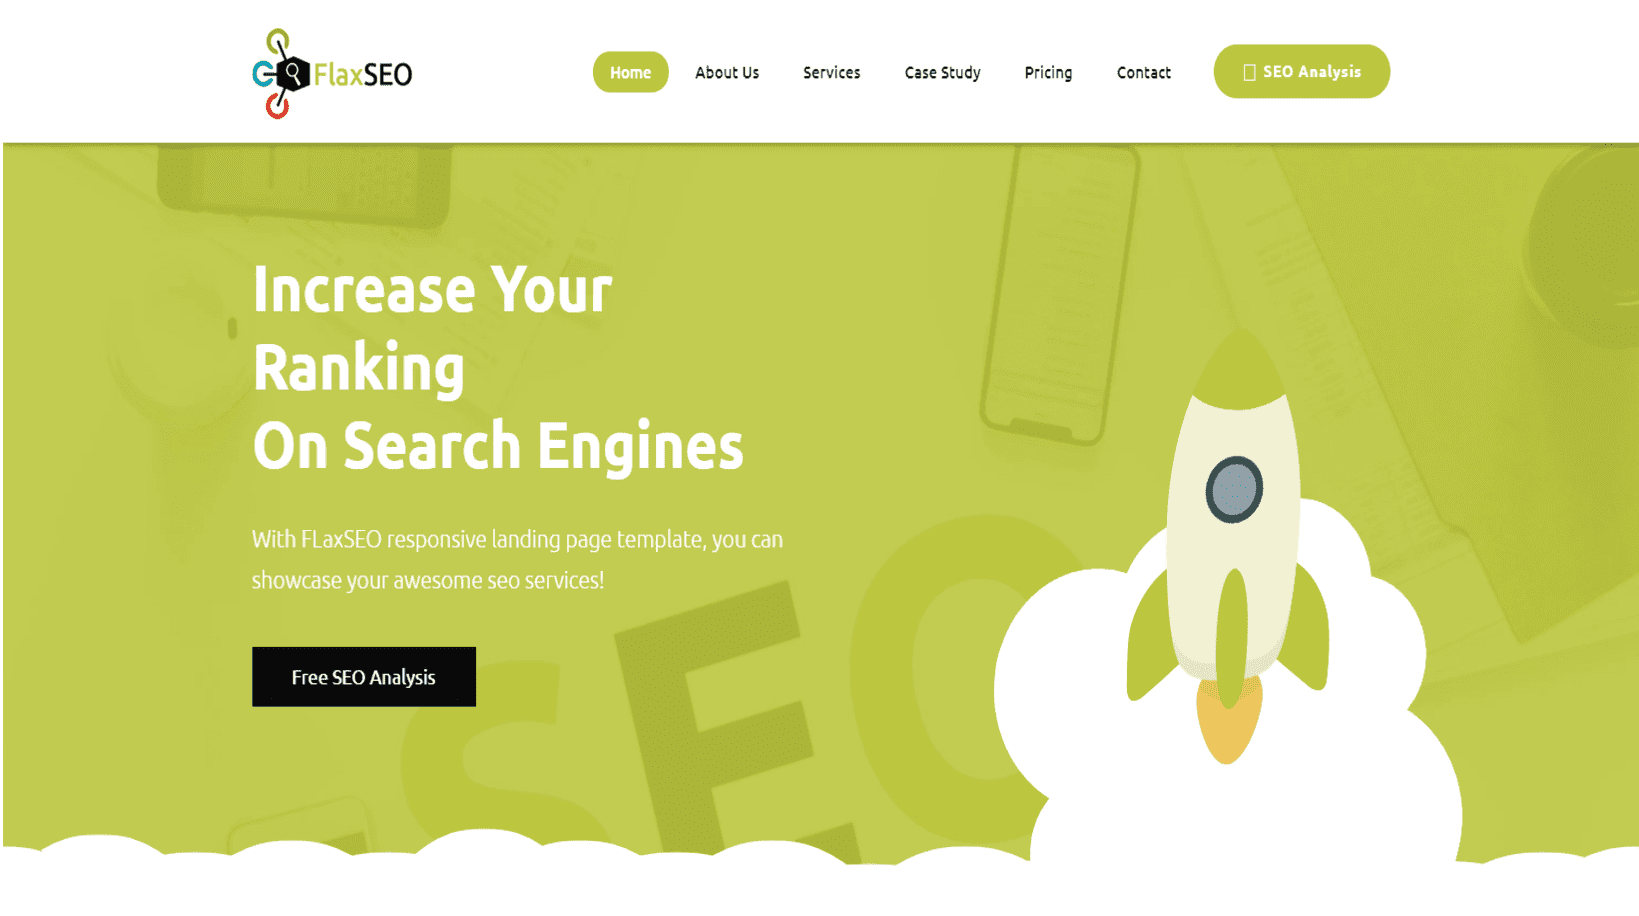 FlaxSEO
Home
About Us
Services
Case Study
Pricing
Contact
SEO Analysis
Increase Your
Ranking
On Search Engines
With FLaxSEO responsive landing page template, you can
showcase your awesome seo services!
Free SEO Analysis
SEO